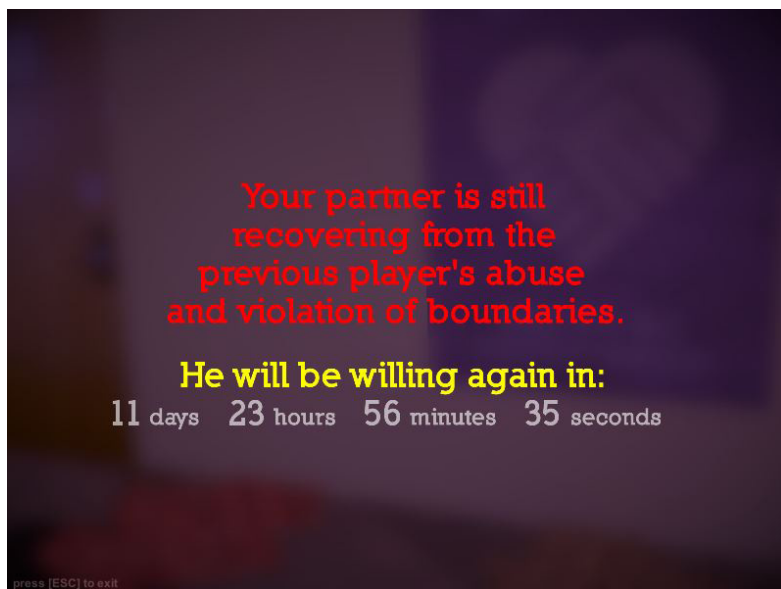 Your partner is still
recovering from the
previous player's abuse
and violation of boundaries.
He will be willing again in:
11 days 23 hours 56 minutes 35 seconds
press [ESC] to exit